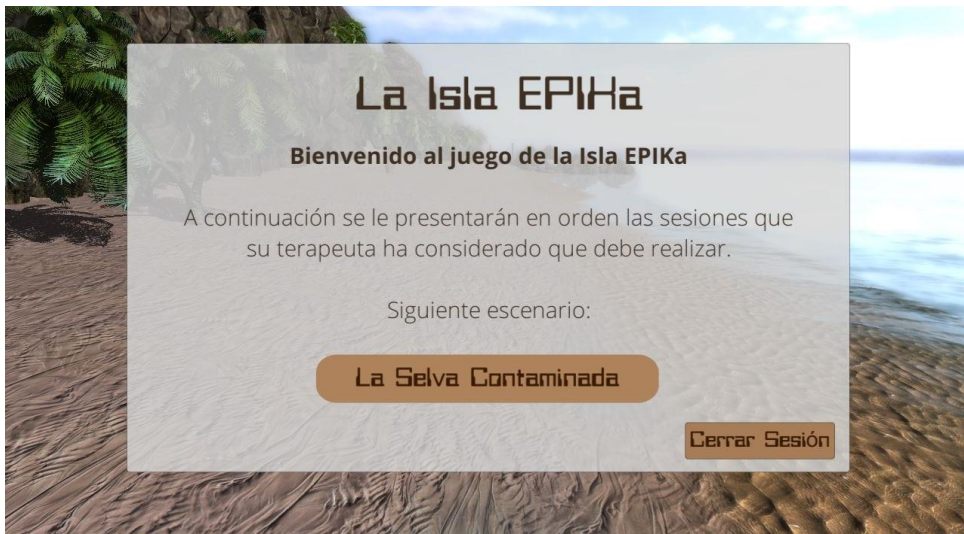 La Isla EPIKa
Bienvenido al juego de la Isla EPIKa
A continuación se le presentarán en orden las sesiones que
su terapeuta ha considerado que debe realizar.
Siguiente escenario:
La Selva Contaminada
Cerrar Sesión